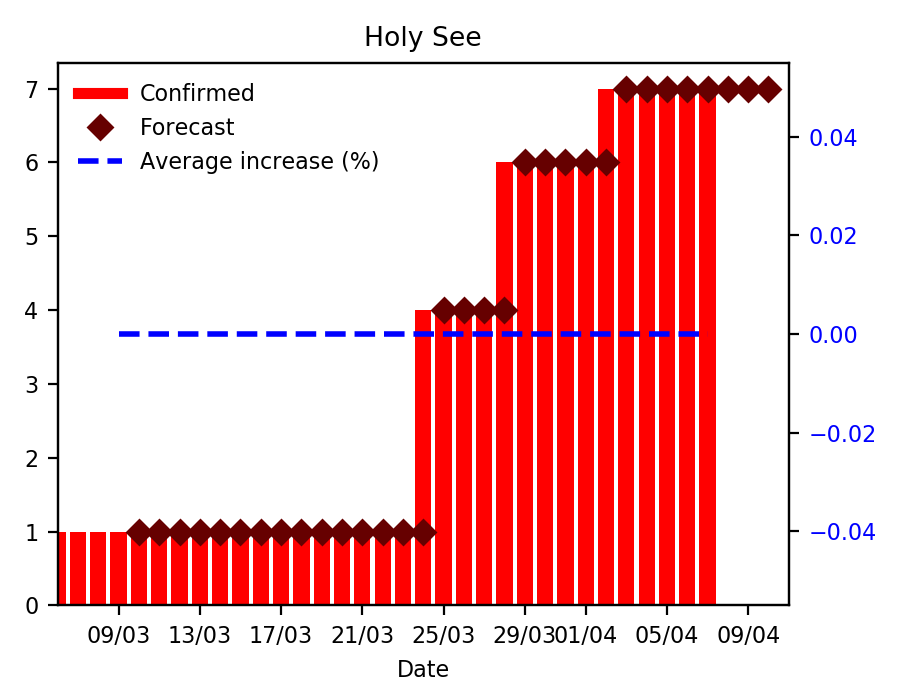 Holy See
Confirmed
Forecast
Average increase (%)
7
6
5
4
3
2
1
0
0.04
0.02
0.00
−0.02
−0.04
09/03 13/03 17/03 21/03 25/03 29/03 01/04 05/04 09/04
Date